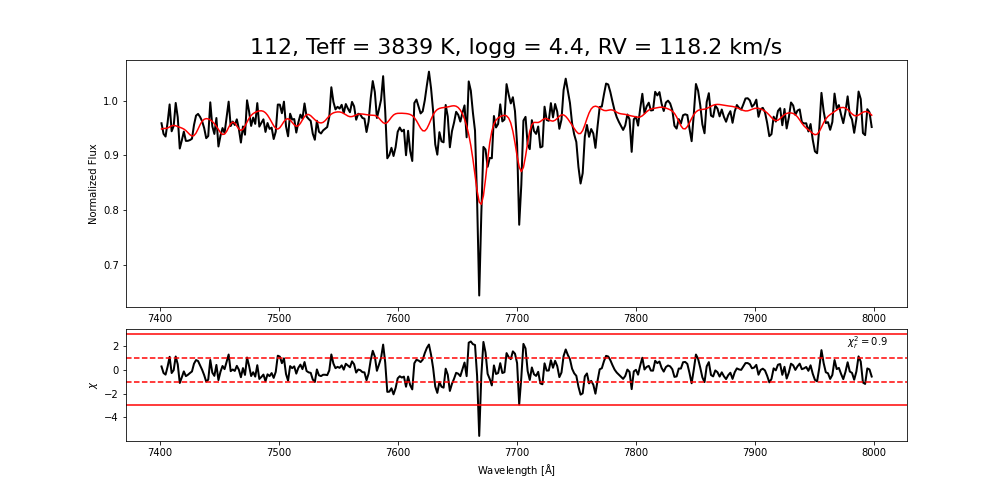 112, Teff = 3839 K, logg = 4.4, RV = 118.2 km/s
1.0
0.9
0.8
0.7
Normalized Flux
7400 7500 7600 7700 7800 7900 8000
χ²ᵣ = 0.9
2
0
−2
−4
χ
7400 7500 7600 7700 7800 7900 8000
Wavelength [Å]